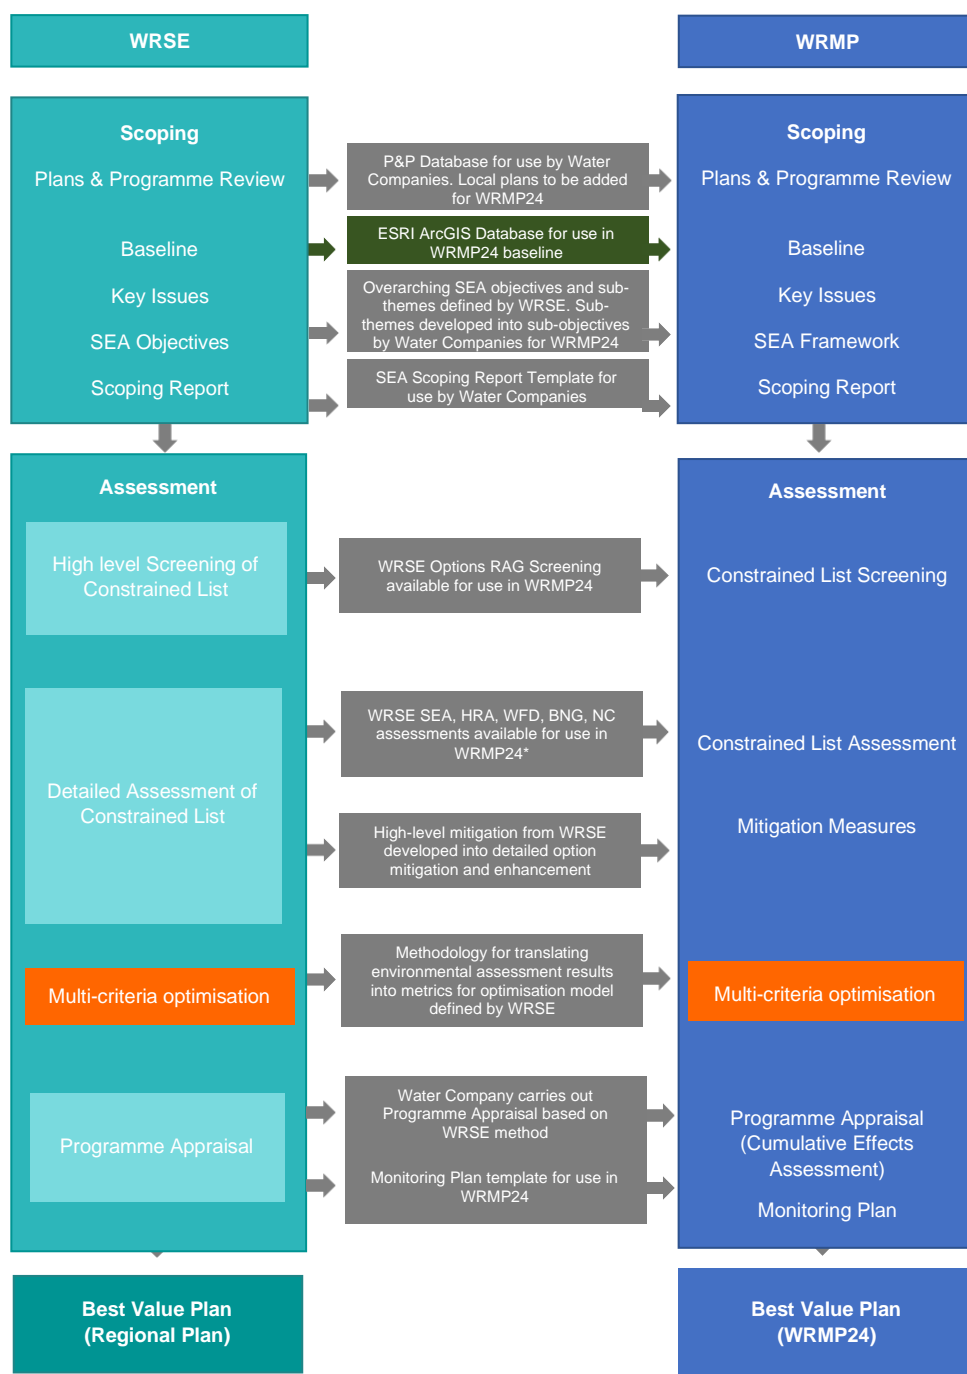 WRSE
WRMP
Scoping
Plans & Programme Review
Baseline
Key Issues
SEA Objectives
Scoping Report
P&P Database for use by Water
Companies. Local plans to be added
for WRMP24
ESRI ArcGIS Database for use in
WRMP24 baseline
Overarching SEA objectives and sub-
themes defined by WRSE. Sub-
themes developed into sub-objectives
by Water Companies for WRMP24
SEA Scoping Report Template for
use by Water Companies
Scoping
Plans & Programme Review
Baseline
Key Issues
SEA Framework
Scoping Report
Assessment
High level Screening of
Constrained List
Detailed Assessment of
Constrained List
Multi-criteria optimisation
Programme Appraisal
WRSE Options RAG Screening
available for use in WRMP24
WRSE SEA, HRA, WFD, BNG, NC
assessments available for use in
WRMP24*
High-level mitigation from WRSE
developed into detailed option
mitigation and enhancement
Methodology for translating
environmental assessment results
into metrics for optimisation model
defined by WRSE
Water Company carries out
Programme Appraisal based on
WRSE method
Monitoring Plan template for use in
WRMP24
Assessment
Constrained List Screening
Constrained List Assessment
Mitigation Measures
Multi-criteria optimisation
Programme Appraisal
(Cumulative Effects
Assessment)
Monitoring Plan
Best Value Plan
(Regional Plan)
Best Value Plan
(WRMP24)